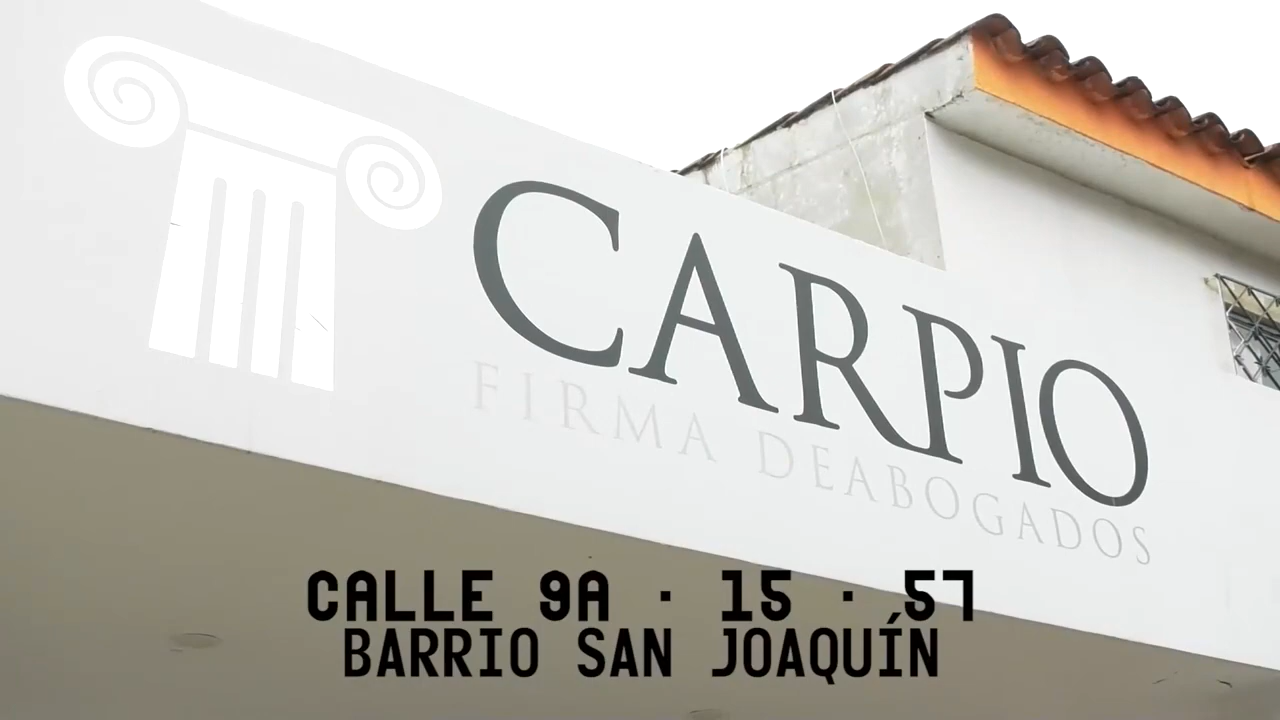 CARPIO
FIRMA DEABOGADOS
CALLE 9A · 15 · 57
BARRIO SAN JOAQUÍN